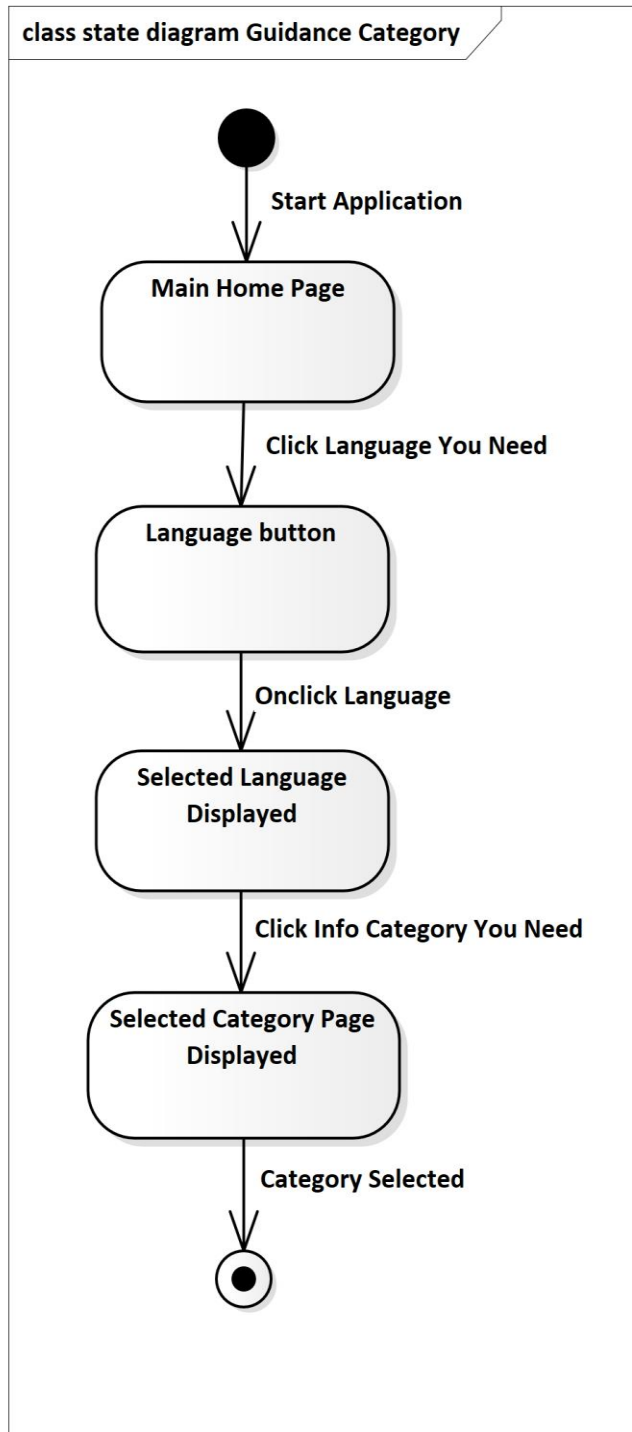 class state diagram Guidance Category
Start Application
Main Home Page
Click Language You Need
Language button
Onclick Language
Selected Language
Displayed
Click Info Category You Need
Selected Category Page
Displayed
Category Selected